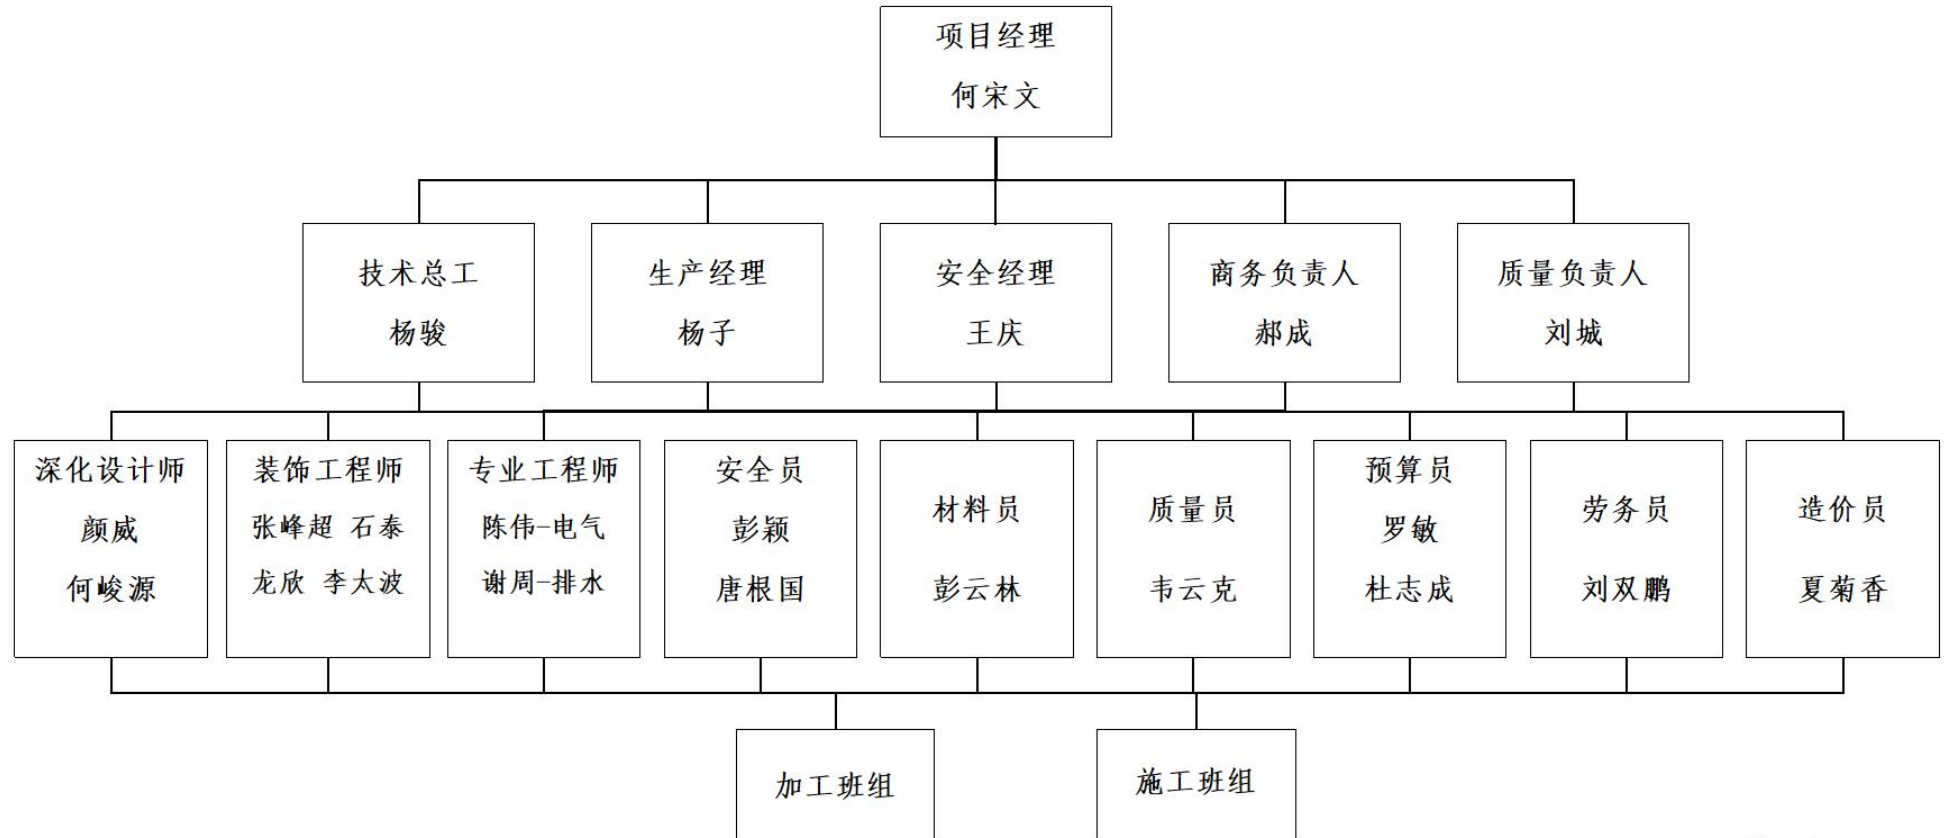 项目经理
何宋文
技术总工
杨骏
生产经理
杨子
安全经理
王庆
商务负责人
郝成
质量负责人
刘城
深化设计师
颜威
何峻源
装饰工程师
张峰超 石泰
龙欣 李太波
专业工程师
陈伟-电气
谢周-排水
安全员
彭颖
唐根国
材料员
彭云林
质量员
韦云克
预算员
罗敏
杜志成
劳务员
刘双鹏
造价员
夏菊香
加工班组
施工班组